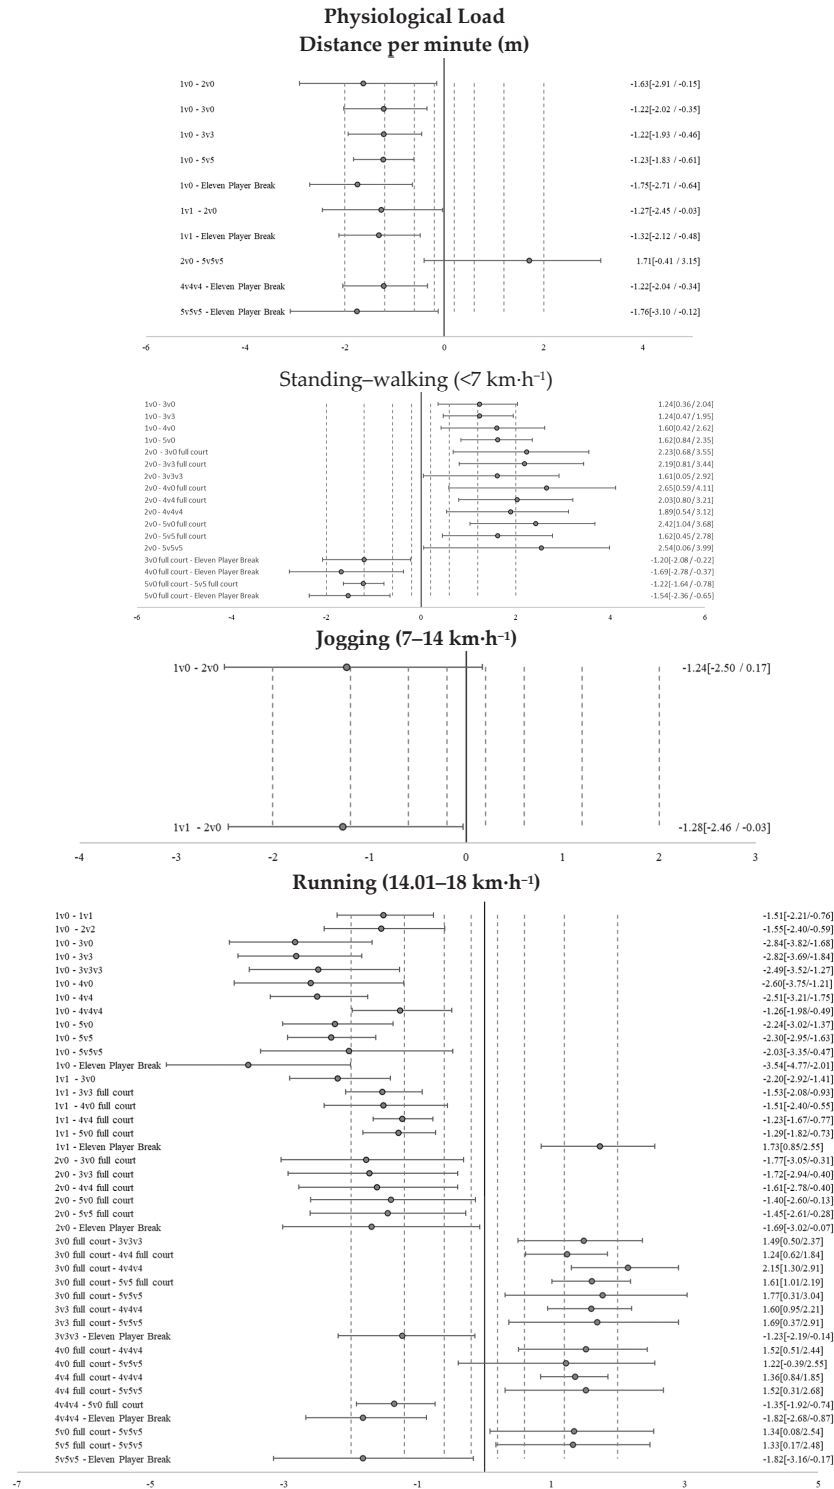 Physiological Load
Distance per minute (m)
1v0 - 2v0 -1.63[-2.91 / -0.15]
1v0 - 3v0 -1.22[-2.02 / -0.35]
1v0 - 3v3 -1.22[-1.93 / -0.46]
1v0 - 5v5 -1.23[-1.83 / -0.61]
1v0 - Eleven Player Break -1.75[-2.71 / -0.64]
1v1 - 2v0 -1.27[-2.45 / -0.03]
1v1 - Eleven Player Break -1.32[-2.12 / -0.48]
2v0 - 5v5v5 1.71[-0.41 / 3.15]
4v4v4 - Eleven Player Break -1.22[-2.04 / -0.34]
5v5v5 - Eleven Player Break -1.76[-3.10 / -0.12]
-6 -4 -2 0 2 4
Standing–walking (<7 km·h⁻¹)
1v0 - 3v0 1.24[0.36/2.04]
1v0 - 3v3 1.24[0.47/1.95]
1v0 - 4v0 1.60[0.42/2.62]
1v0 - 5v0 1.62[0.84/2.35]
2v0 - 3v0 full court 2.23[0.68/3.55]
2v0 - 3v3 full court 2.19[0.81/3.44]
2v0 - 3v3v3 1.61[0.05/2.92]
2v0 - 4v0 full court 2.65[0.59/4.11]
2v0 - 4v4 full court 2.03[0.80/3.21]
2v0 - 4v4v4 1.89[0.54/3.12]
2v0 - 5v0 full court 2.42[1.04/3.68]
2v0 - 5v5 full court 1.62[0.45/2.78]
2v0 - 5v5v5 2.54[0.06/3.99]
3v0 full court - Eleven Player Break -1.20[-2.08/-0.22]
4v0 full court - Eleven Player Break -1.69[-2.78/-0.37]
5v0 full court - 5v5 full court -1.22[-1.64/-0.78]
5v0 full court - Eleven Player Break -1.54[-2.36/-0.65]
-6 -4 -2 0 2 4 6
Jogging (7–14 km·h⁻¹)
1v0 - 2v0 -1.24[-2.50 / 0.17]
1v1 - 2v0 -1.28[-2.46 / -0.03]
-4 -3 -2 -1 0 1 2 3
Running (14.01–18 km·h⁻¹)
1v0 - 1v1 -1.51[-2.21/-0.76]
1v0 - 2v2 -1.55[-2.40/-0.59]
1v0 - 3v0 -2.84[-3.82/-1.68]
1v0 - 3v3 -2.82[-3.69/-1.84]
1v0 - 3v3v3 -2.49[-3.52/-1.27]
1v0 - 4v0 -2.60[-3.75/-1.21]
1v0 - 4v4 -2.51[-3.21/-1.75]
1v0 - 4v4v4 -1.26[-1.98/-0.49]
1v0 - 5v0 -2.24[-3.02/-1.37]
1v0 - 5v5 -2.30[-2.95/-1.63]
1v0 - 5v5v5 -2.03[-3.35/-0.47]
1v0 - Eleven Player Break -3.54[-4.77/-2.01]
1v1 - 3v0 -2.20[-2.92/-1.41]
1v1 - 3v3 full court -1.53[-2.08/-0.93]
1v1 - 4v0 full court -1.51[-2.40/-0.55]
1v1 - 4v4 full court -1.23[-1.67/-0.77]
1v1 - 5v0 full court -1.29[-1.82/-0.73]
1v1 - Eleven Player Break 1.73[0.85/2.55]
2v0 - 3v0 full court -1.77[-3.05/-0.31]
2v0 - 3v3 full court -1.72[-2.94/-0.40]
2v0 - 4v4 full court -1.61[-2.78/-0.40]
2v0 - 5v0 full court -1.40[-2.60/-0.13]
2v0 - 5v5 full court -1.45[-2.61/-0.28]
2v0 - Eleven Player Break -1.69[-3.02/-0.07]
3v0 full court - 3v3v3 1.49[0.50/2.37]
3v0 full court - 4v4 full court 1.24[0.62/1.84]
3v0 full court - 4v4v4 2.15[1.30/2.91]
3v0 full court - 5v5 full court 1.61[1.01/2.19]
3v0 full court - 5v5v5 1.77[0.31/3.04]
3v3 full court - 4v4v4 1.60[0.95/2.21]
3v3 full court - 5v5v5 1.69[0.37/2.91]
3v3v3 - Eleven Player Break -1.23[-2.19/-0.14]
4v0 full court - 4v4v4 1.52[0.51/2.44]
4v0 full court - 5v5v5 1.22[-0.39/2.55]
4v4 full court - 4v4v4 1.36[0.84/1.85]
4v4 full court - 5v5v5 1.52[0.31/2.68]
4v4v4 - 5v0 full court -1.35[-1.92/-0.74]
4v4v4 - Eleven Player Break -1.82[-2.68/-0.87]
5v0 full court - 5v5v5 1.34[0.08/2.54]
5v5 full court - 5v5v5 1.33[0.17/2.48]
5v5v5 - Eleven Player Break -1.82[-3.16/-0.17]
-7 -5 -3 -1 1 3 5